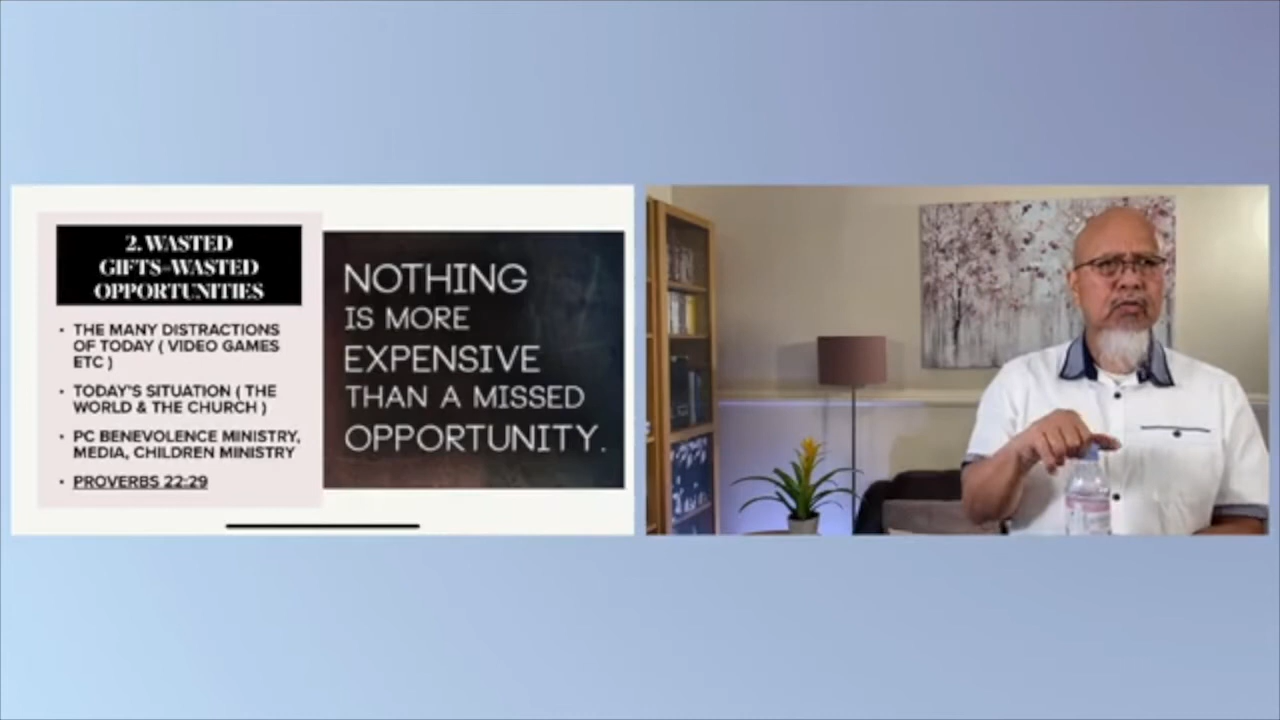 2. WASTED
GIFTS=WASTED
OPPORTUNITIES
• THE MANY DISTRACTIONS
OF TODAY ( VIDEO GAMES
ETC )
• TODAY'S SITUATION ( THE
WORLD & THE CHURCH )
• PC BENEVOLENCE MINISTRY,
MEDIA, CHILDREN MINISTRY
• PROVERBS 22:29
NOTHING
IS MORE
EXPENSIVE
THAN A MISSED
OPPORTUNITY.